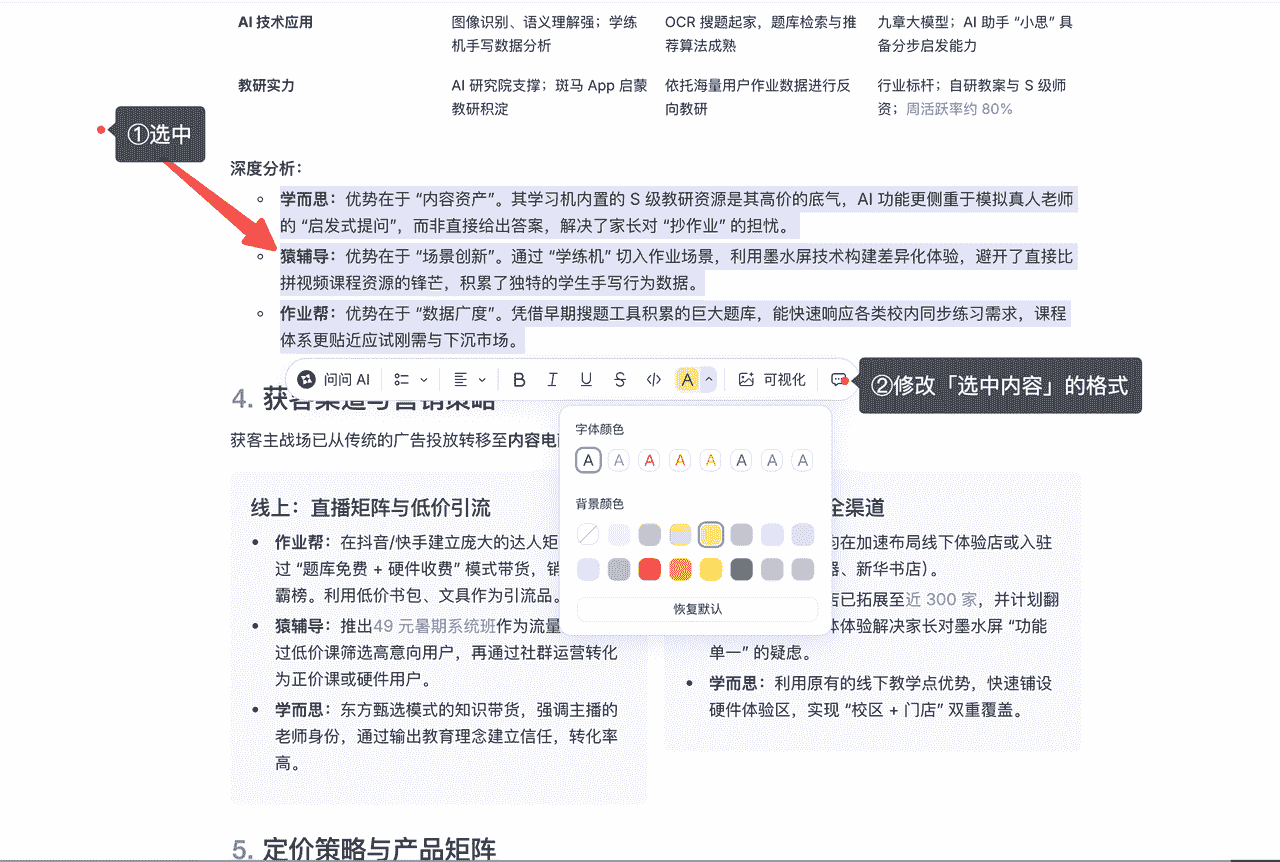 AI 技术应用
图像识别、语义理解强；学练
机手写数据分析
OCR 搜题起家，题库检索与推
荐算法成熟
九章大模型；AI 助手 “小思” 具
备分步启发能力
教研实力
AI 研究院支撑；斑马 App 启蒙
教研积淀
依托海量用户作业数据进行反
向教研
行业标杆；自研教案与 S 级师
资；周活跃率约 80%
①选中
深度分析：
学而思：优势在于 “内容资产”。其学习机内置的 S 级教研资源是其高价的底气，AI 功能更侧重于模拟真人老师
的 “启发式提问”，而非直接给出答案，解决了家长对 “抄作业” 的担忧。
猿辅导：优势在于 “场景创新”。通过 “学练机” 切入作业场景，利用墨水屏技术构建差异化体验，避开了直接比
拼视频课程资源的锋芒，积累了独特的学生手写行为数据。
作业帮：优势在于 “数据广度”。凭借早期搜题工具积累的巨大题库，能快速响应各类校内同步练习需求，课程
体系更贴近应试刚需与下沉市场。
问问 AI
B I U S A 可视化
②修改「选中内容」的格式
4. 获客渠道与营销策略
获客主战场已从传统的广告投放转移至内容电
字体颜色
A A A A A A A A
背景颜色
恢复默认
线上：直播矩阵与低价引流
作业帮：在抖音/快手建立庞大的达人矩
过 “题库免费 + 硬件收费” 模式带货，销
霸榜。利用低价书包、文具作为引流品。
猿辅导：推出49 元暑期系统班作为流量
过低价课筛选高意向用户，再通过社群运营转化
为正价课或硬件用户。
学而思：东方甄选模式的知识带货，强调主播的
老师身份，通过输出教育理念建立信任，转化率
高。
全渠道
在加速布局线下体验店或入驻
、新华书店）。
店已拓展至近 300 家，并计划翻
体验解决家长对墨水屏 “功能
单一” 的疑虑。
学而思：利用原有的线下教学点优势，快速铺设
硬件体验区，实现 “校区 + 门店” 双重覆盖。
5. 定价策略与产品矩阵